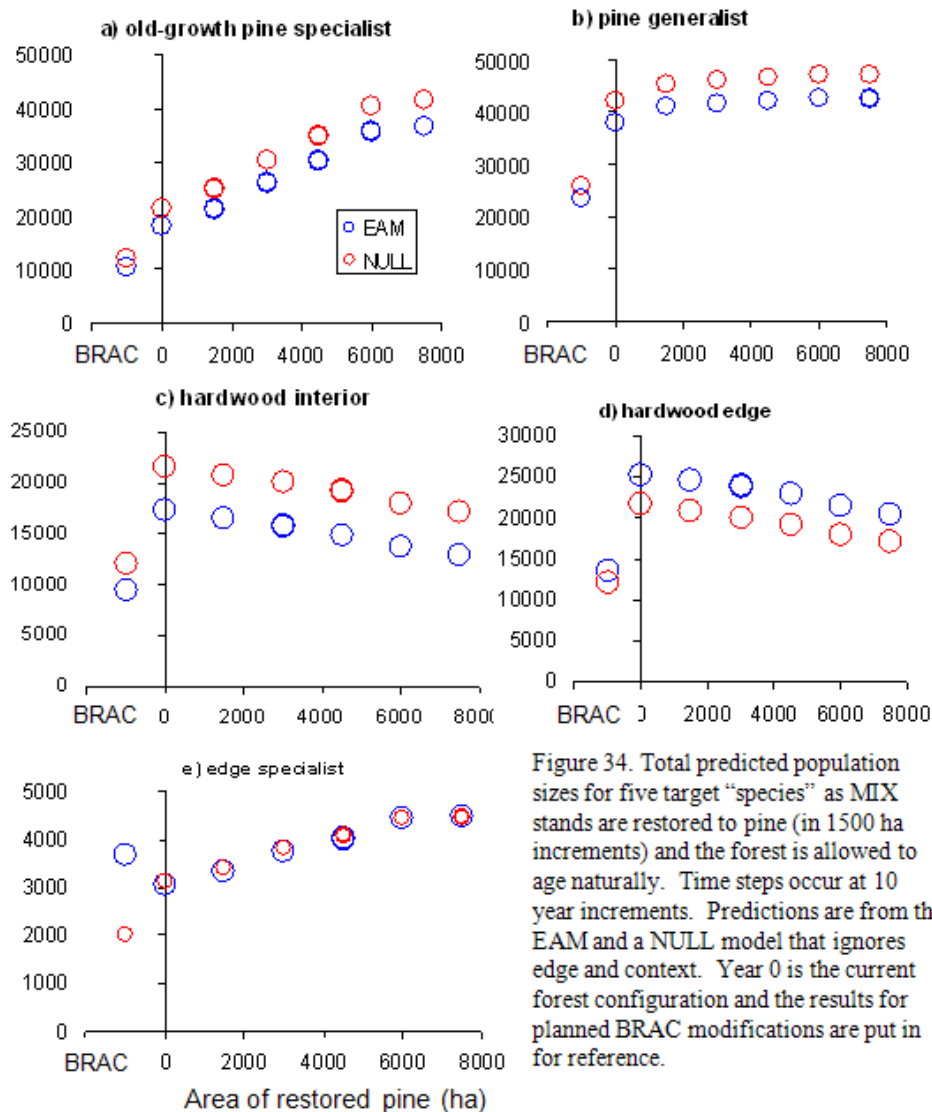 a) old-growth pine specialist
50000
40000
30000
20000
10000
0
EAM
NULL
BRAC 0 2000 4000 6000 8000
b) pine generalist
50000
40000
30000
20000
10000
0
BRAC 0 2000 4000 6000 8000
c) hardwood interior
25000
20000
15000
10000
5000
0
BRAC 0 2000 4000 6000 8000
d) hardwood edge
30000
25000
20000
15000
10000
5000
0
BRAC 0 2000 4000 6000 8000
e) edge specialist
5000
4000
3000
2000
1000
0
BRAC 0 2000 4000 6000 8000
Area of restored pine (ha)
Figure 34. Total predicted population
sizes for five target “species” as MIX
stands are restored to pine (in 1500 ha
increments) and the forest is allowed to
age naturally. Time steps occur at 10
year increments. Predictions are from th
EAM and a NULL model that ignores
edge and context. Year 0 is the current
forest configuration and the results for
planned BRAC modifications are put in
for reference.